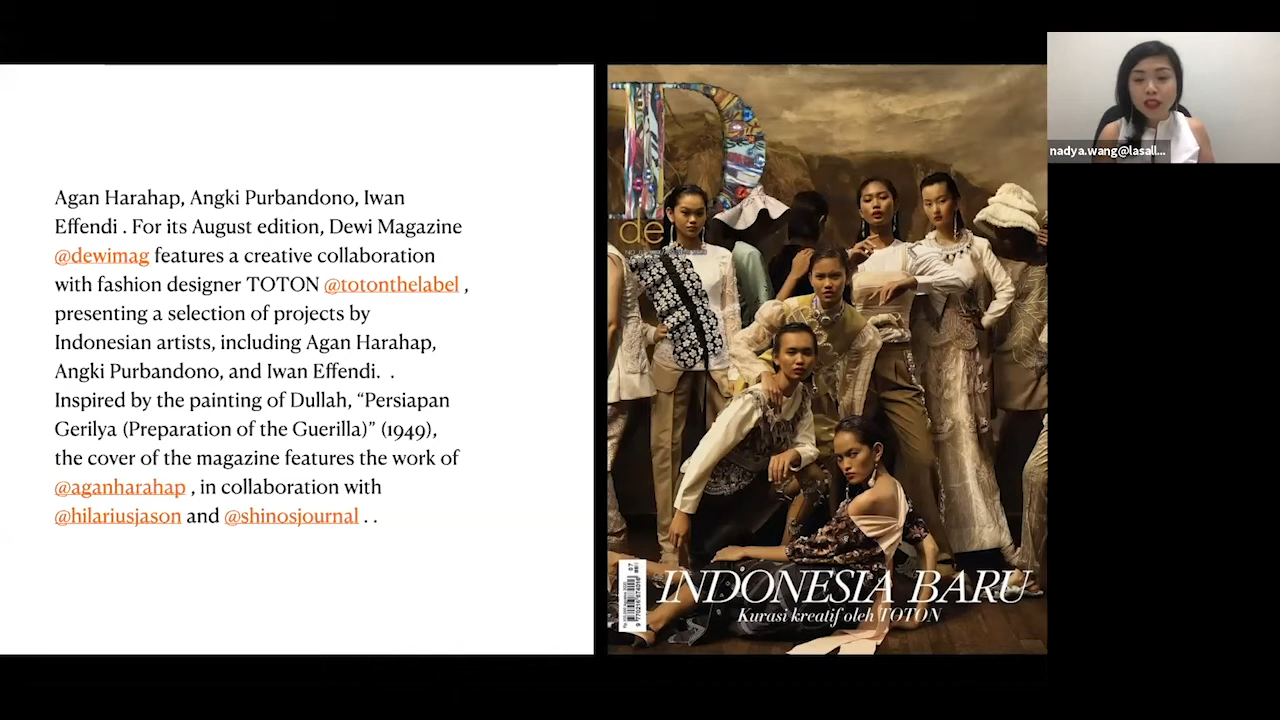 Agan Harahap, Angki Purbandono, Iwan
Effendi . For its August edition, Dewi Magazine
@dewimag features a creative collaboration
with fashion designer TOTON @totonthelabel ,
presenting a selection of projects by
Indonesian artists, including Agan Harahap,
Angki Purbandono, and Iwan Effendi. .
Inspired by the painting of Dullah, “Persiapan
Gerilya (Preparation of the Guerilla)” (1949),
the cover of the magazine features the work of
@aganharahap , in collaboration with
@hilariusjason and @shinosjournal . .
D
de
INDONESIA BARU
Kurasi kreatif oleh TOTON
nadya.wang@lasall...